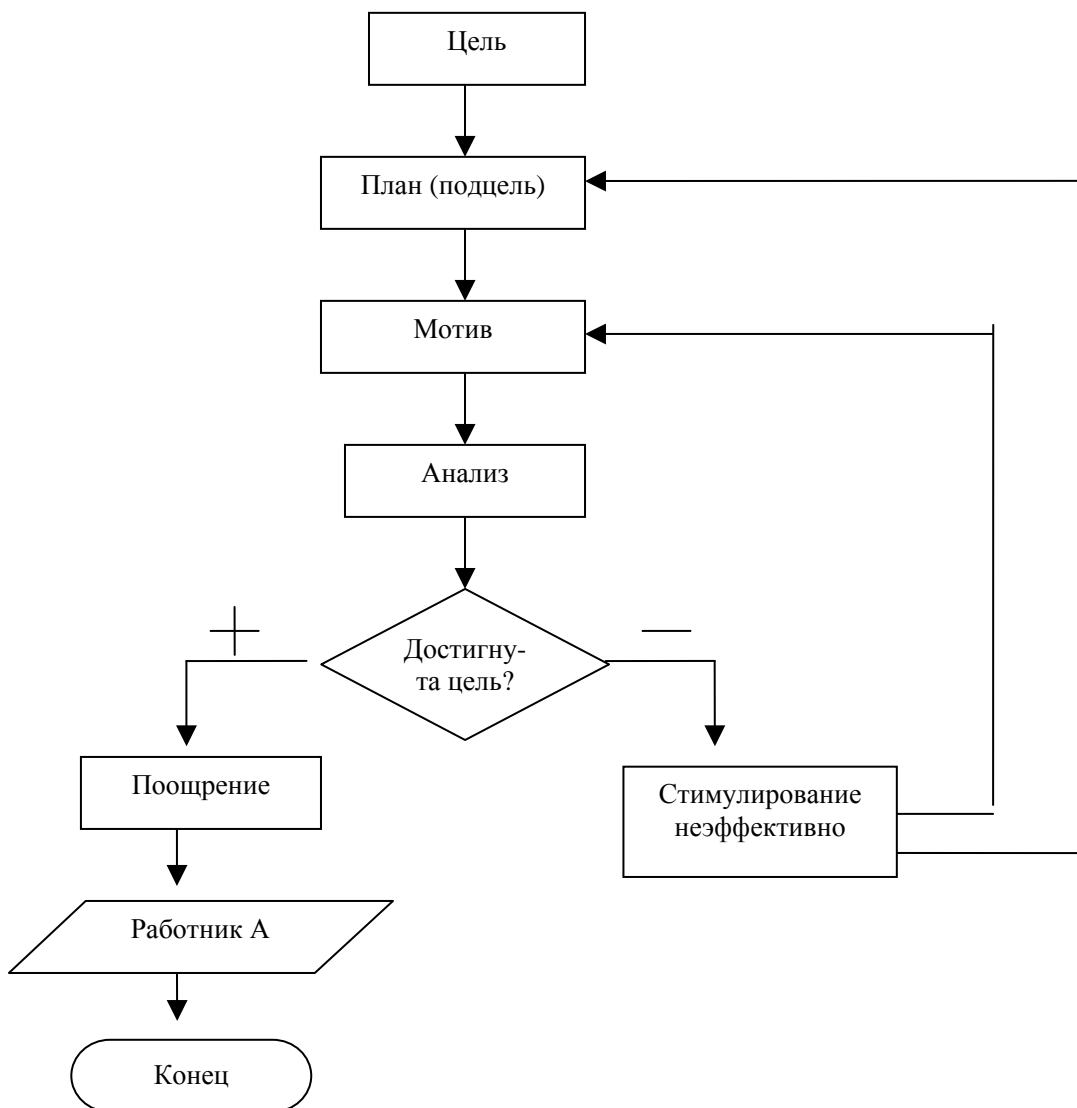 Цель
План (подцель)
Мотив
Анализ
Достигну-
та цель?
Поощрение
Стимулирование
неэффективно
Работник А
Конец